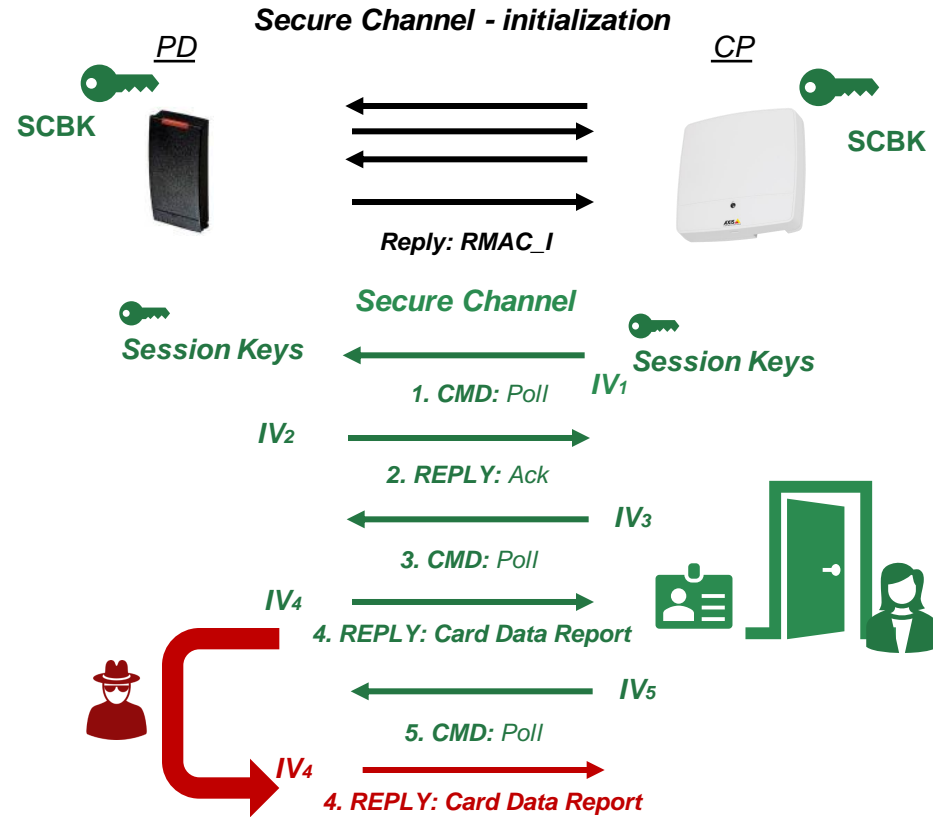 Secure Channel - initialization
PD
CP
SCBK
SCBK
AXIS
Reply: RMAC_I
Secure Channel
Session Keys
Session Keys
IV1
1. CMD: Poll
IV2
2. REPLY: Ack
IV3
3. CMD: Poll
IV4
4. REPLY: Card Data Report
IV5
5. CMD: Poll
IV4
4. REPLY: Card Data Report